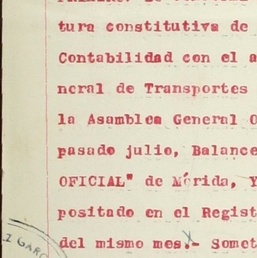 tura constitutiva de
Contabilidad con el a
neral de Transportes
la Asamblea General O
pasado julio, Balance
OFICIAL" de Mérida, Y
positado en el Regist
del mismo mes.- Somet
Z GARC